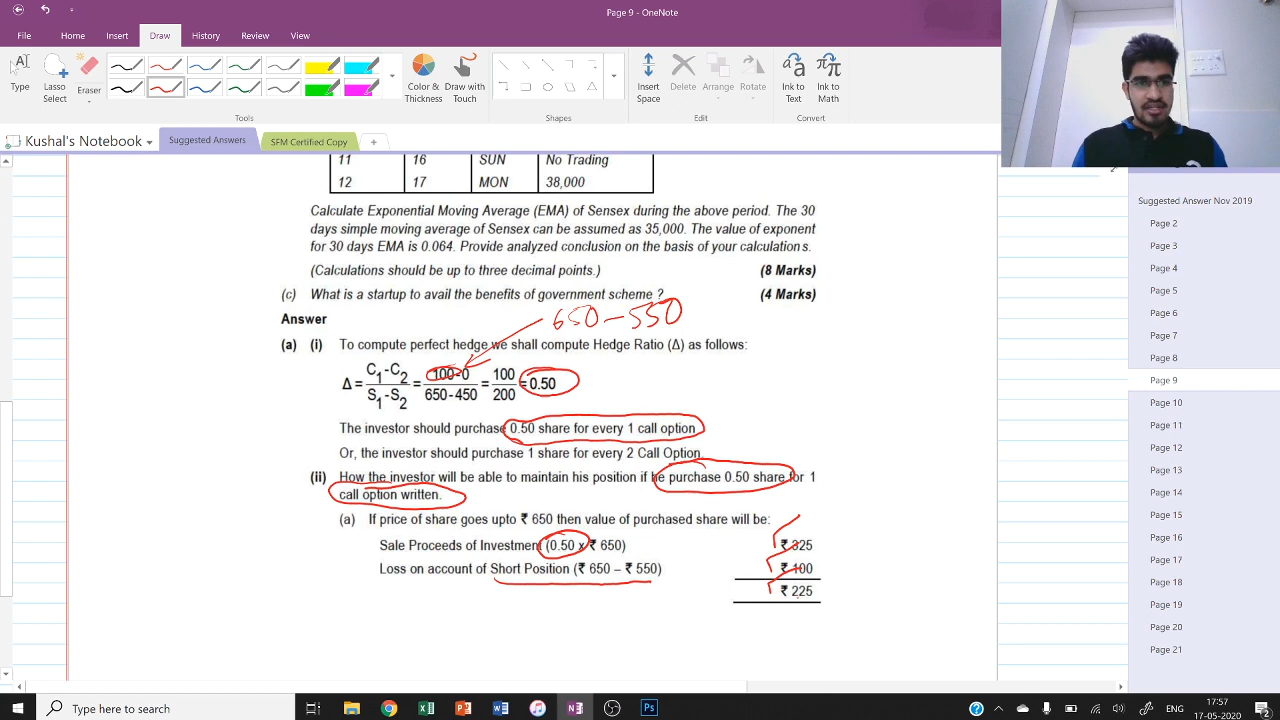 Page 9 - OneNote
File Home Insert Draw History Review View
Type
Lasso Select
Eraser
Color & Thickness
Draw with Touch
Insert Space
Delete
Arrange
Rotate
Ink to Text
Ink to Math
Tools Shapes Edit Convert
Kushal's Notebook Suggested Answers SFM Certified Copy +
11 16 SUN No Trading
12 17 MON 38,000
Calculate Exponential Moving Average (EMA) of Sensex during the above period. The 30
days simple moving average of Sensex can be assumed as 35,000. The value of exponent
for 30 days EMA is 0.064. Provide analyzed conclusion on the basis of your calculations.
(Calculations should be up to three decimal points.) (8 Marks)
(c) What is a startup to avail the benefits of government scheme ? (4 Marks)
650-550
Answer
(a) (i) To compute perfect hedge we shall compute Hedge Ratio (Δ) as follows:
Δ = C1 - C2 / S1 - S2 = 100-0 / 650-450 = 100 / 200 = 0.50
The investor should purchase 0.50 share for every 1 call option.
Or, the investor should purchase 1 share for every 2 Call Option.
(ii) How the investor will be able to maintain his position if he purchase 0.50 share for 1
call option written.
(a) If price of share goes upto ₹ 650 then value of purchased share will be:
Sale Proceeds of Investment (0.50 x ₹ 650) ₹ 325
Loss on account of Short Position (₹ 650 – ₹ 550) ₹ 100
₹ 225
Suggested Answer Nov 2019
Page 2
Page 3
Page 4
Page 5
Page 6
Page 7
Page 8
Page 9
Page 10
Page 11
Page 12
Page 13
Page 14
Page 15
Page 16
Page 17
Page 18
Page 19
Page 20
Page 21
Type here to search
17:57
17-05-2020